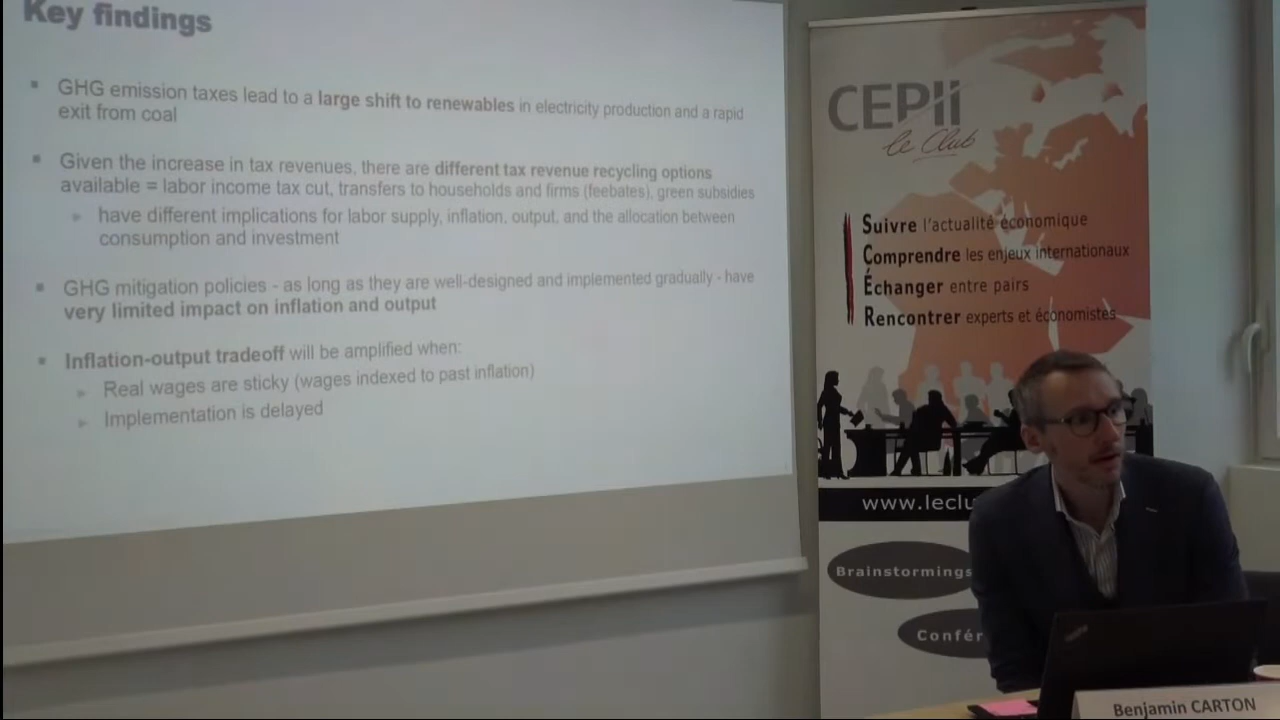 Key findings
GHG emission taxes lead to a large shift to renewables in electricity production and a rapid
exit from coal
Given the increase in tax revenues, there are different tax revenue recycling options
available = labor income tax cut, transfers to households and firms (feebates), green subsidies
have different implications for labor supply, inflation, output, and the allocation between
consumption and investment
GHG mitigation policies - as long as they are well-designed and implemented gradually - have
very limited impact on inflation and output
Inflation-output tradeoff will be amplified when:
Real wages are sticky (wages indexed to past inflation)
Implementation is delayed
CEPII
le Club
Suivre l'actualité économique
Comprendre les enjeux internationaux
Échanger entre pairs
Rencontrer experts et économistes
www.leclu
Brainstormings
Confér
Benjamin CARTON